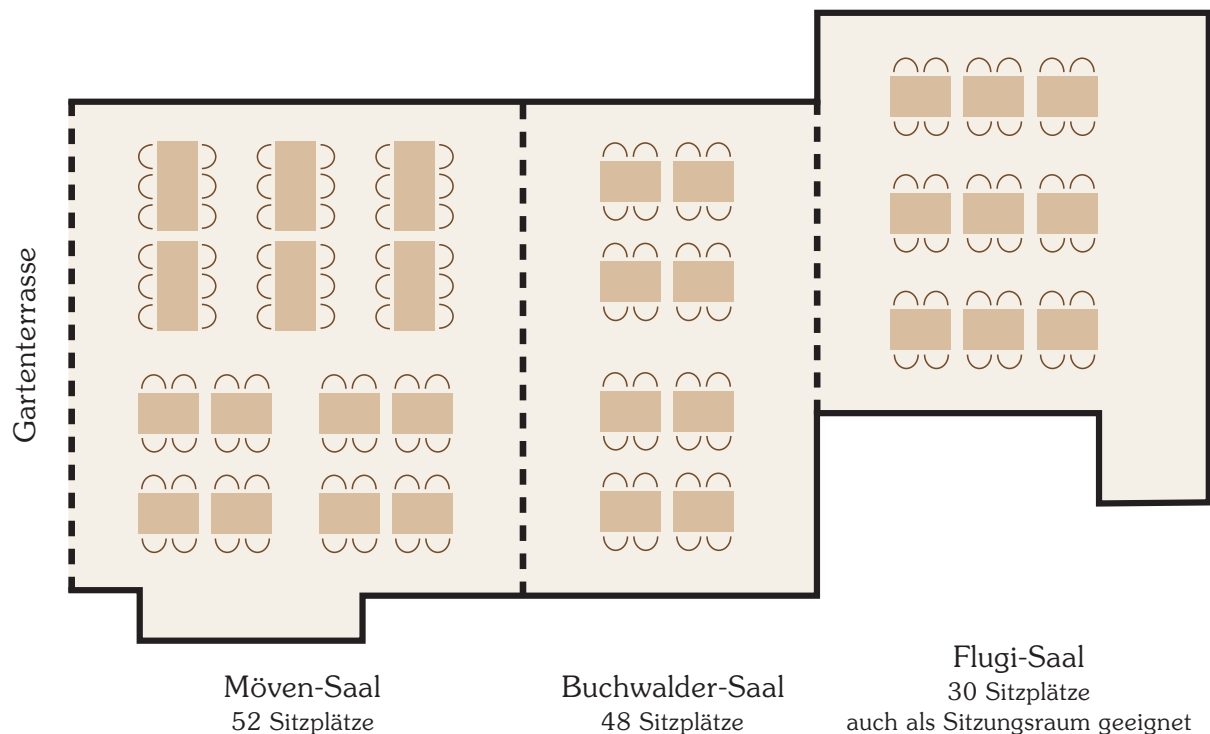 Gartenterrasse
Möven-Saal
52 Sitzplätze
Buchwalder-Saal
48 Sitzplätze
Flugi-Saal
30 Sitzplätze
auch als Sitzungsraum geeignet